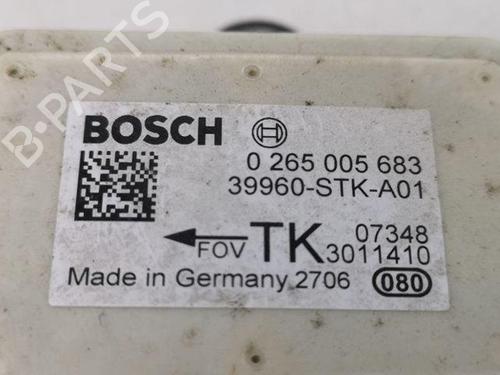 B-PARTS
BOSCH
0 265 005 683
39960-STK-A01
FOV TK 07348
3011410
Made in Germany 2706 080